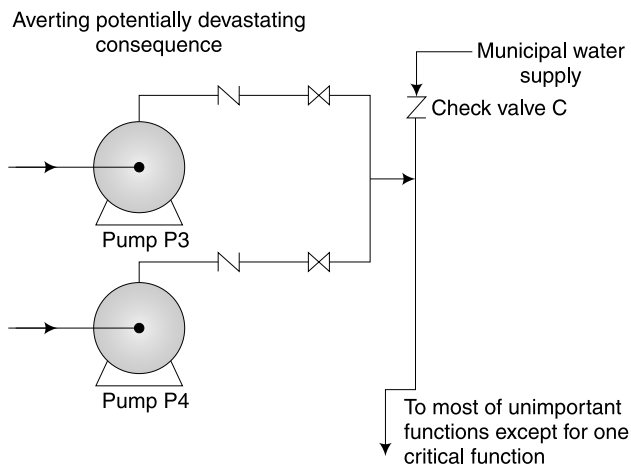 Averting potentially devastating
consequence
Municipal water
supply
Check valve C
Pump P3
Pump P4
To most of unimportant
functions except for one
critical function